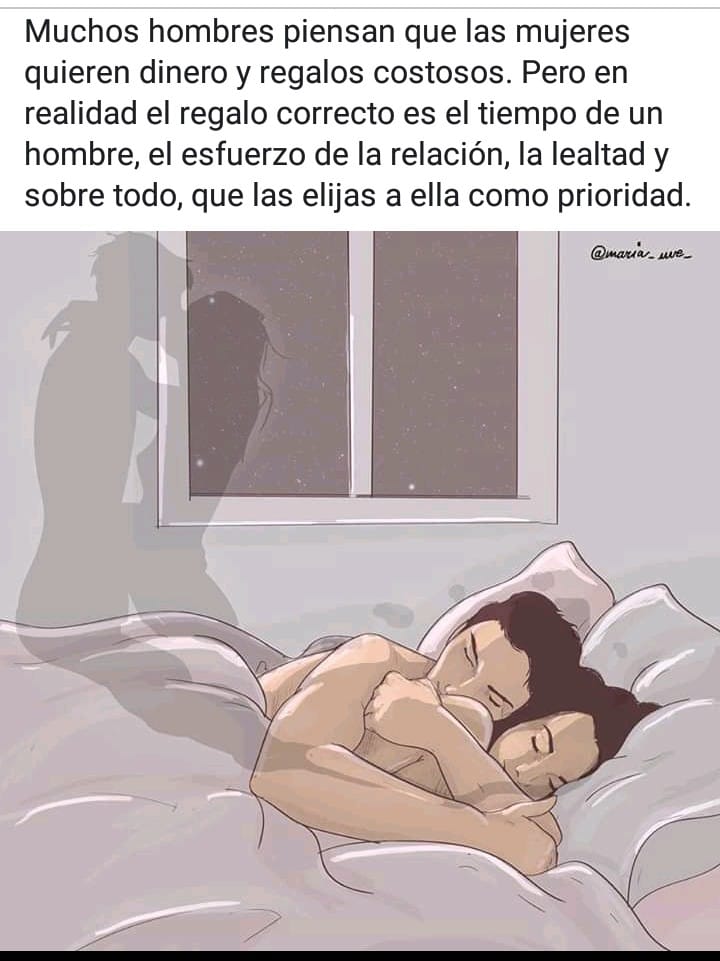 Muchos hombres piensan que las mujeres
quieren dinero y regalos costosos. Pero en
realidad el regalo correcto es el tiempo de un
hombre, el esfuerzo de la relación, la lealtad y
sobre todo, que las elijas a ella como prioridad.
@maria_uve_